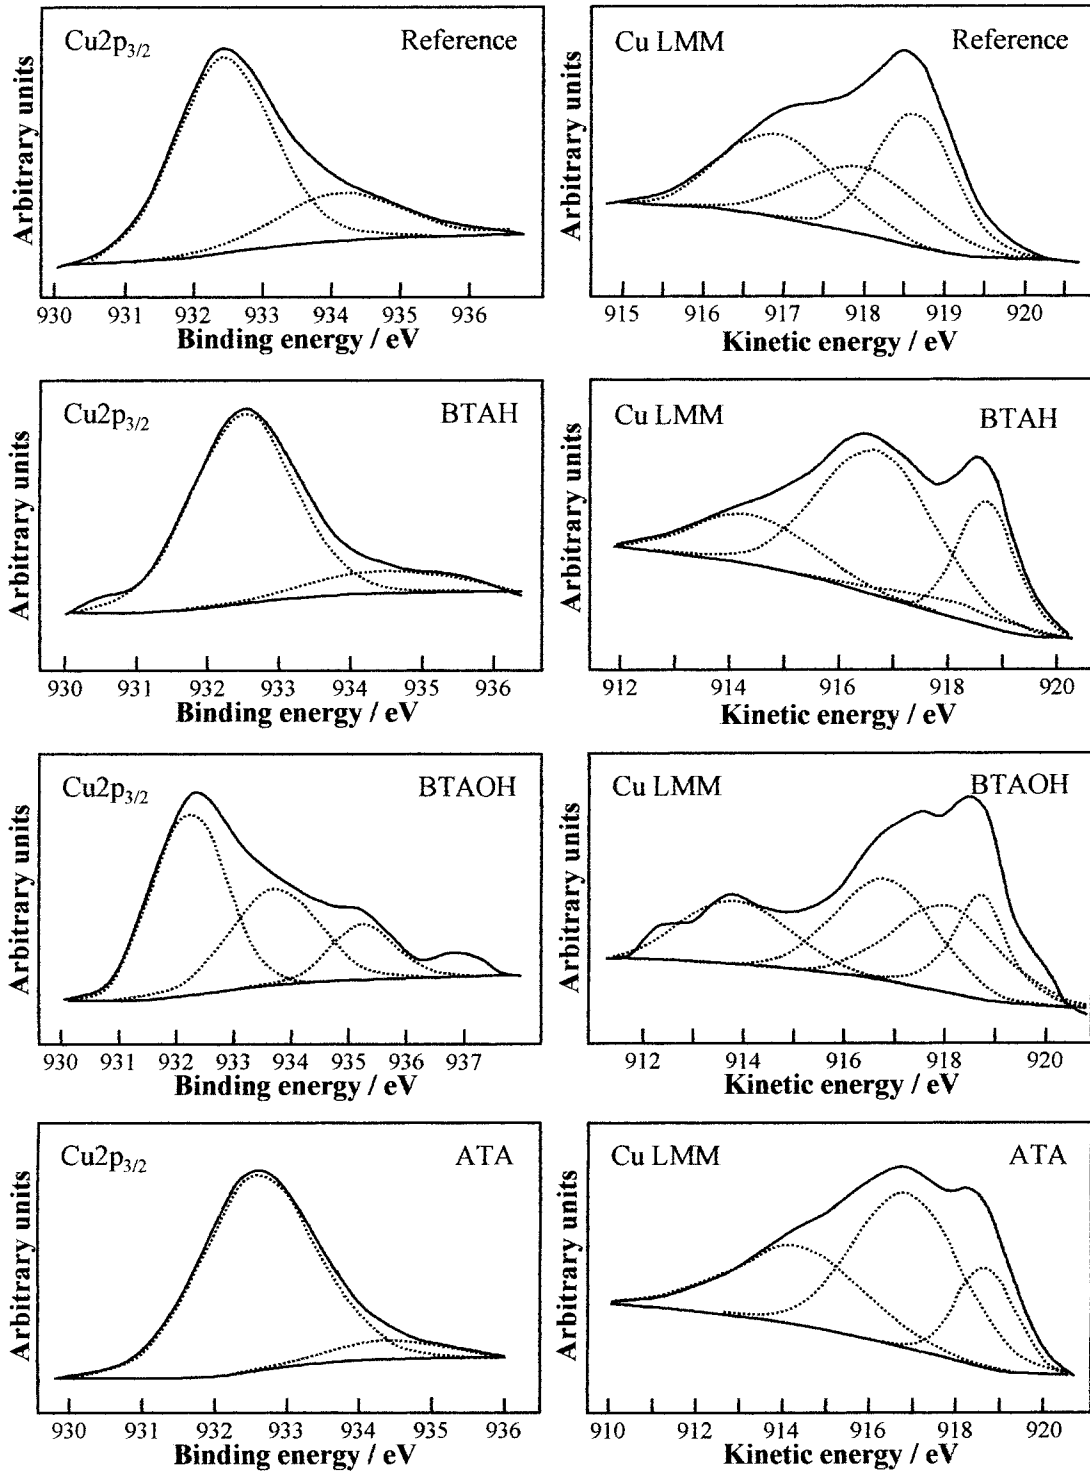 Cu2p3/2 Reference
Arbitrary units
930 931 932 933 934 935 936
Binding energy / eV
Cu LMM Reference
Arbitrary units
915 916 917 918 919 920
Kinetic energy / eV
Cu2p3/2 BTAH
Arbitrary units
930 931 932 933 934 935 936
Binding energy / eV
Cu LMM BTAH
Arbitrary units
912 914 916 918 920
Kinetic energy / eV
Cu2p3/2 BTAOH
Arbitrary units
930 931 932 933 934 935 936 937
Binding energy / eV
Cu LMM BTAOH
Arbitrary units
912 914 916 918 920
Kinetic energy / eV
Cu2p3/2 ATA
Arbitrary units
930 931 932 933 934 935 936
Binding energy / eV
Cu LMM ATA
Arbitrary units
910 912 914 916 918 920
Kinetic energy / eV